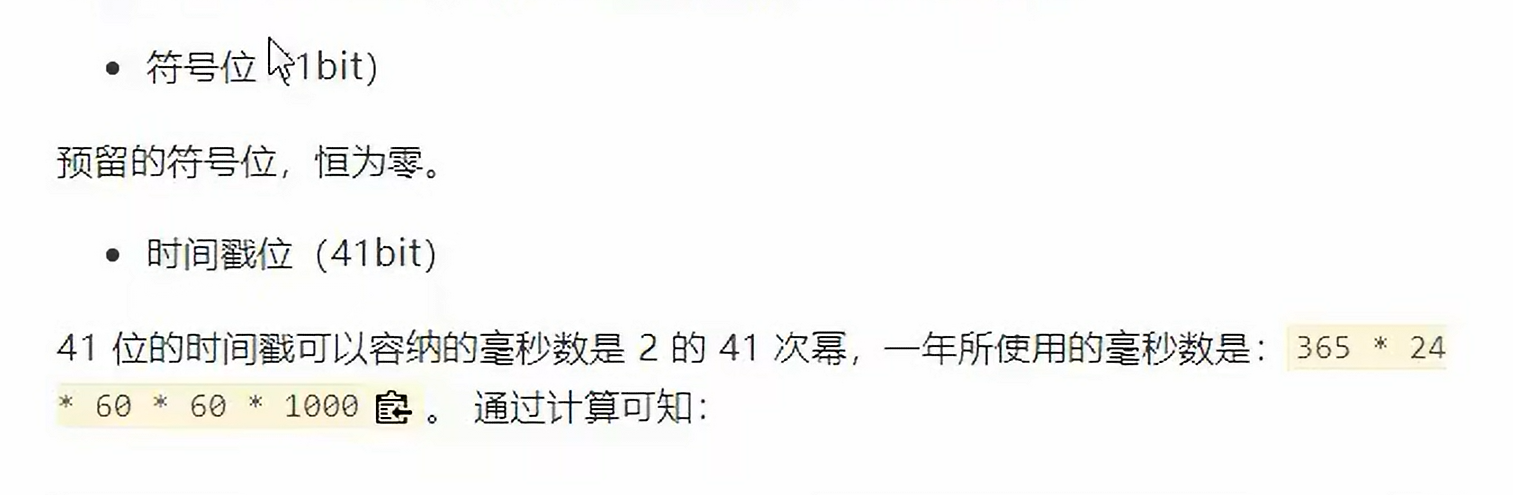 符号位（1bit）
预留的符号位，恒为零。
时间戳位（41bit）
41 位的时间戳可以容纳的毫秒数是 2 的 41 次幂，一年所使用的毫秒数是：365 * 24
* 60 * 60 * 1000 。 通过计算可知：